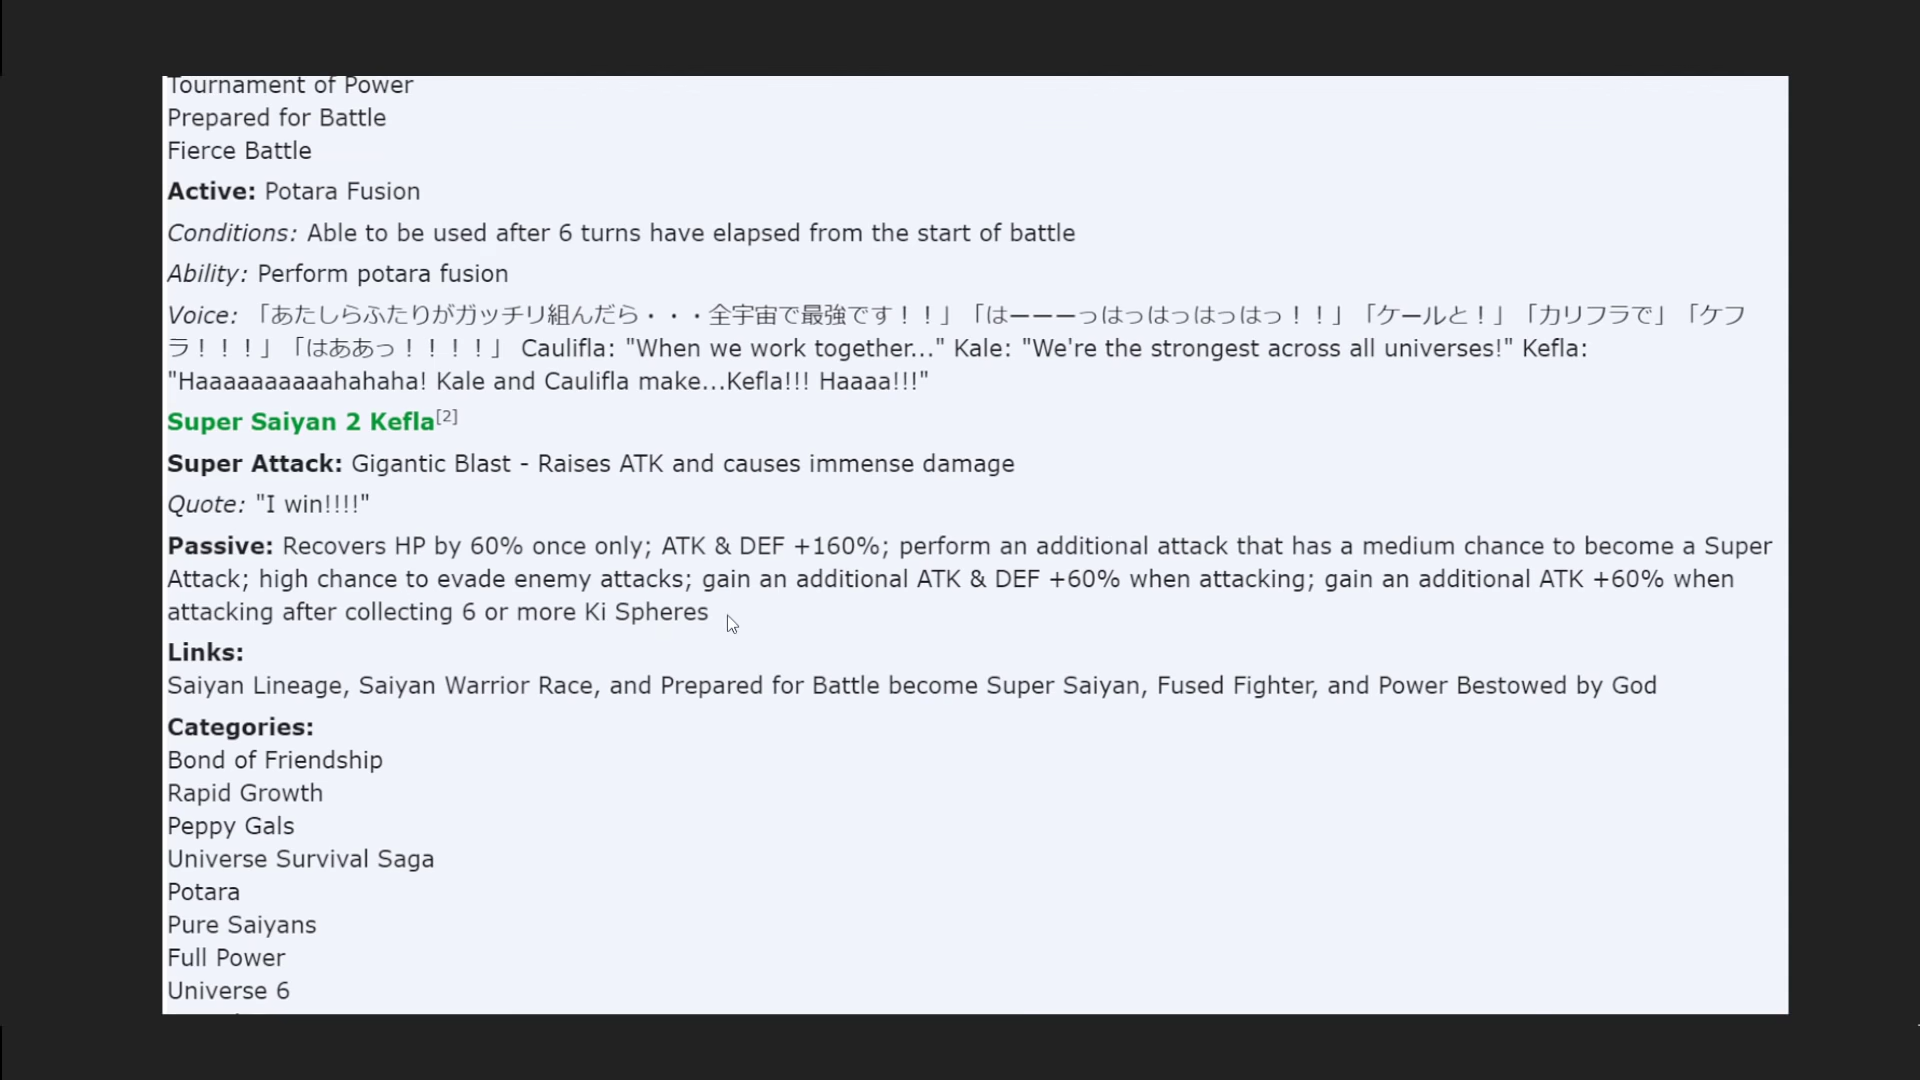 Tournament of Power
Prepared for Battle
Fierce Battle
Active: Potara Fusion
Conditions: Able to be used after 6 turns have elapsed from the start of battle
Ability: Perform potara fusion
Voice: 「あたしらふたりがガッチリ組んだら・・・全宇宙で最強です！！」「はーーーっはっはっはっはっ！！」「ケールと！」「カリフラで」「ケフ
ラ！！！」「はああっ！！！！」 Caulifla: "When we work together..." Kale: "We're the strongest across all universes!" Kefla:
"Haaaaaaaaaahahaha! Kale and Caulifla make...Kefla!!! Haaaa!!!"
Super Saiyan 2 Kefla[2]
Super Attack: Gigantic Blast - Raises ATK and causes immense damage
Quote: "I win!!!!"
Passive: Recovers HP by 60% once only; ATK & DEF +160%; perform an additional attack that has a medium chance to become a Super
Attack; high chance to evade enemy attacks; gain an additional ATK & DEF +60% when attacking; gain an additional ATK +60% when
attacking after collecting 6 or more Ki Spheres
Links:
Saiyan Lineage, Saiyan Warrior Race, and Prepared for Battle become Super Saiyan, Fused Fighter, and Power Bestowed by God
Categories:
Bond of Friendship
Rapid Growth
Peppy Gals
Universe Survival Saga
Potara
Pure Saiyans
Full Power
Universe 6